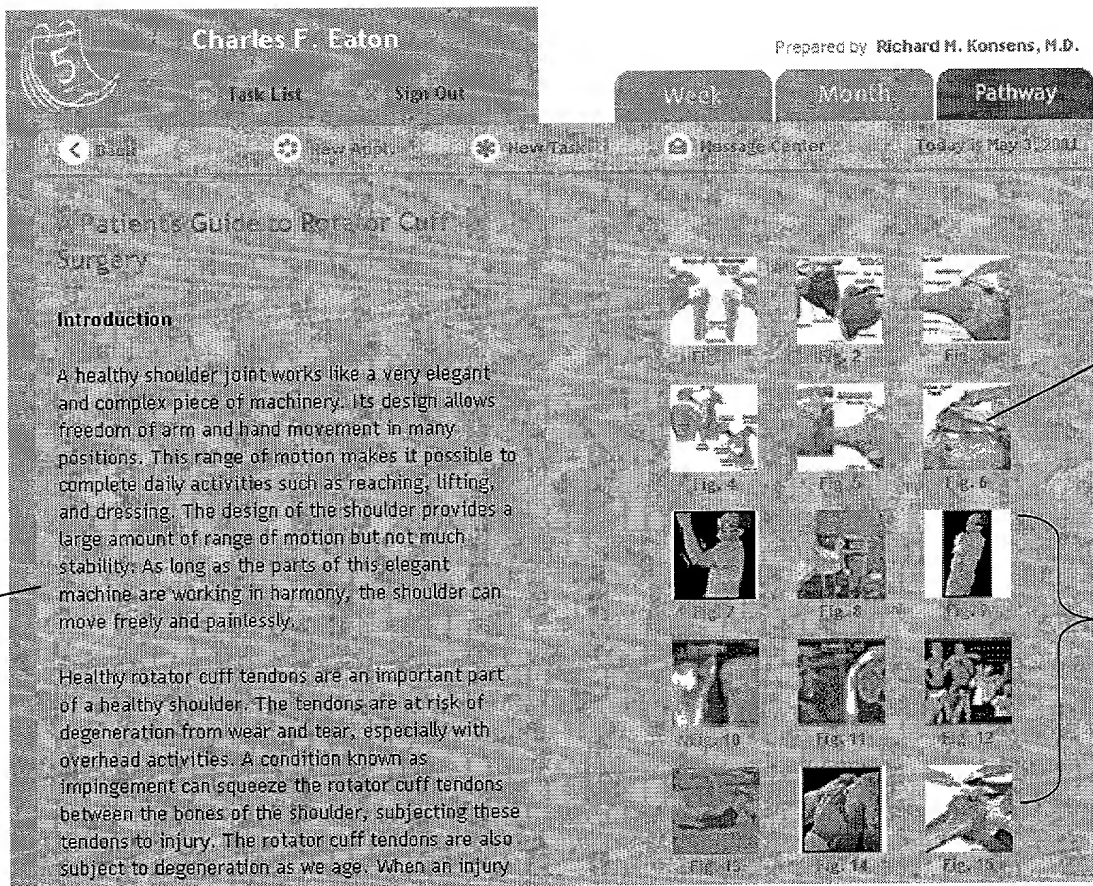 5
Charles F. Eaton
Task List
Sign Out
Prepared by Richard M. Konsens, M.D.
Week
Month
Pathway
Back
New Appt.
New Task
Message Center
Today is May 3, 2001
A Patient's Guide to Rotator Cuff
Surgery
Introduction
A healthy shoulder joint works like a very elegant
and complex piece of machinery. Its design allows
freedom of arm and hand movement in many
positions. This range of motion makes it possible to
complete daily activities such as reaching, lifting,
and dressing. The design of the shoulder provides a
large amount of range of motion but not much
stability. As long as the parts of this elegant
machine are working in harmony, the shoulder can
move freely and painlessly.
Healthy rotator cuff tendons are an important part
of a healthy shoulder. The tendons are at risk of
degeneration from wear and tear, especially with
overhead activities. A condition known as
impingement can squeeze the rotator cuff tendons
between the bones of the shoulder, subjecting these
tendons to injury. The rotator cuff tendons are also
subject to degeneration as we age. When an injury
Fig. 1
Fig. 2
Fig. 3
Fig. 4
Fig. 5
Fig. 6
Fig. 7
Fig. 8
Fig. 9
Fig. 10
Fig. 11
Fig. 12
Fig. 13
Fig. 14
Fig. 15